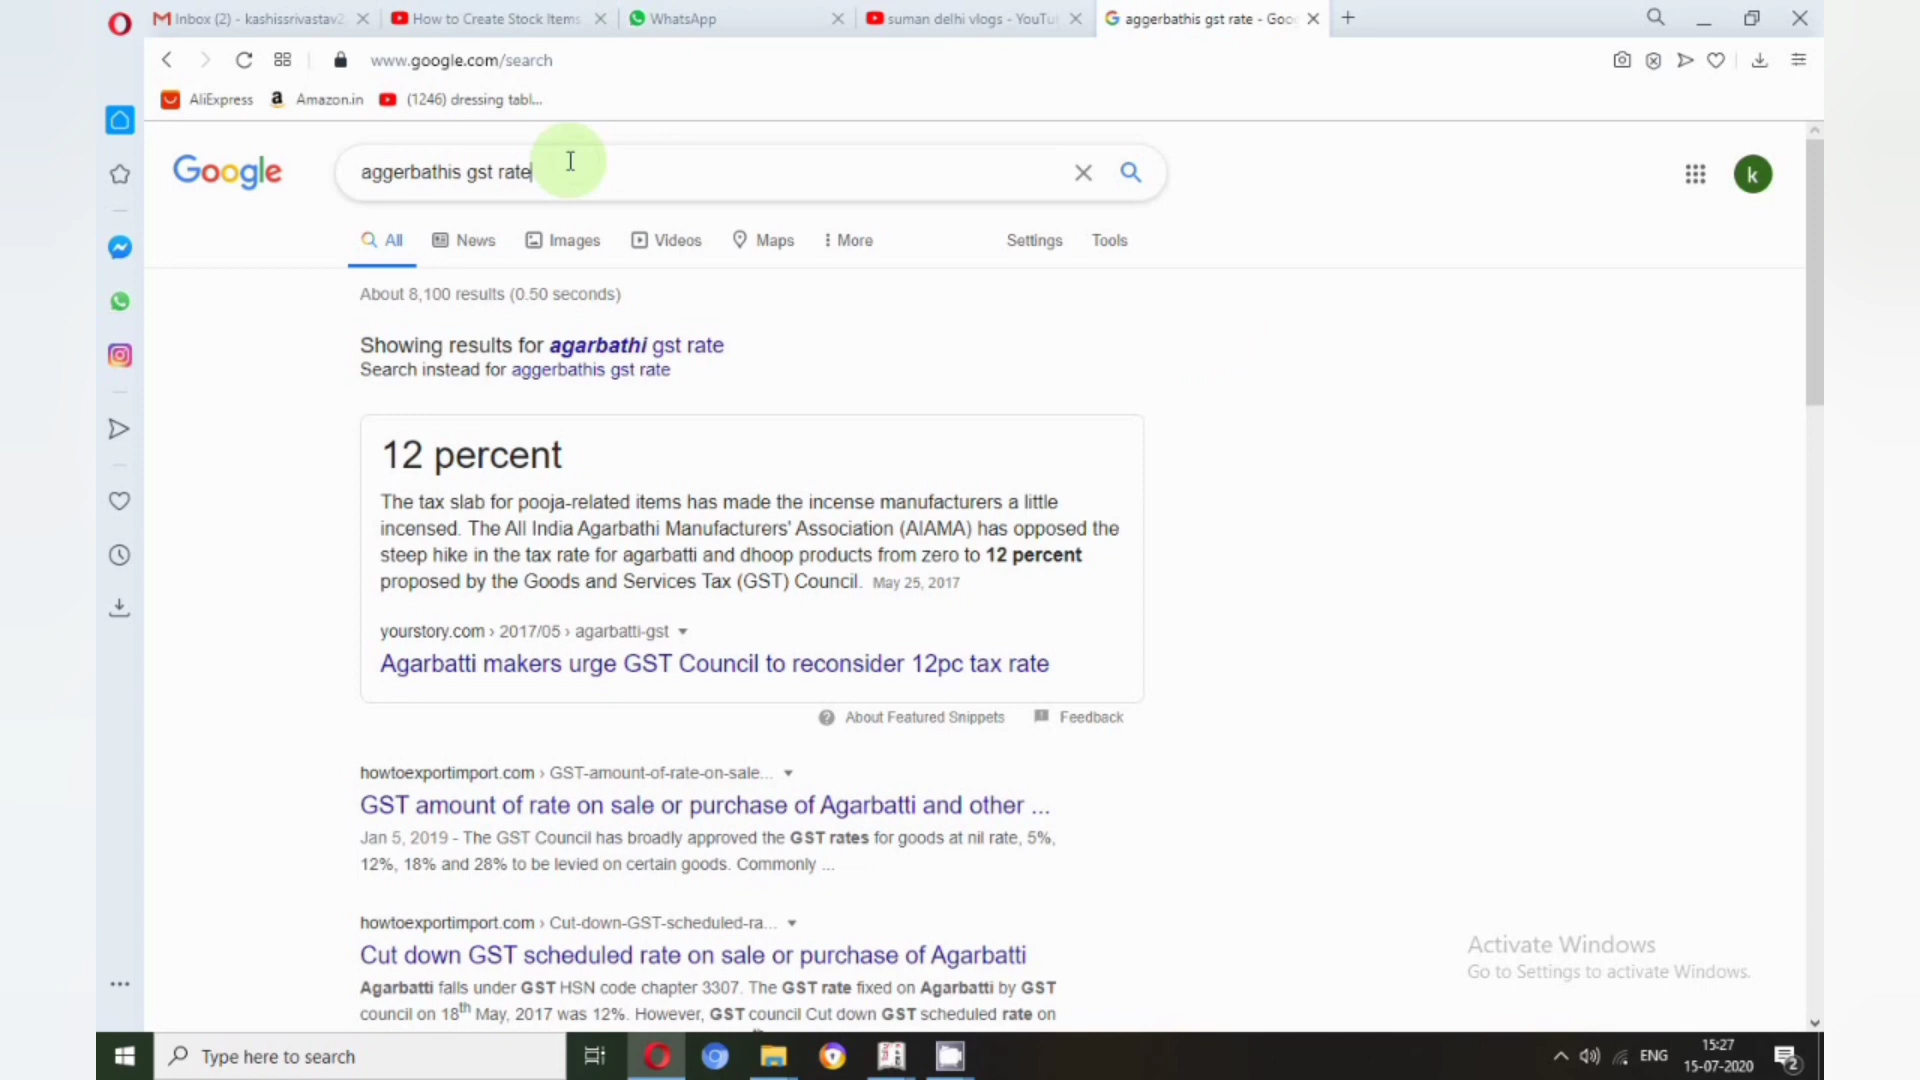 Inbox (2) - kashissrivastav2
How to Create Stock Items
WhatsApp
suman delhi vlogs - YouTu
aggerbathis gst rate - Goo
www.google.com/search
AliExpress
a Amazon.in
(1246) dressing tabl...
Google
aggerbathis gst rate
k
All
News
Images
Videos
Maps
More
Settings
Tools
About 8,100 results (0.50 seconds)
Showing results for agarbathi gst rate
Search instead for aggerbathis gst rate
12 percent
The tax slab for pooja-related items has made the incense manufacturers a little
incensed. The All India Agarbathi Manufacturers' Association (AIAMA) has opposed the
steep hike in the tax rate for agarbatti and dhoop products from zero to 12 percent
proposed by the Goods and Services Tax (GST) Council. May 25, 2017
yourstory.com › 2017/05 › agarbatti-gst
Agarbatti makers urge GST Council to reconsider 12pc tax rate
About Featured Snippets
Feedback
howtoexportimport.com › GST-amount-of-rate-on-sale...
GST amount of rate on sale or purchase of Agarbatti and other ...
Jan 5, 2019 - The GST Council has broadly approved the GST rates for goods at nil rate, 5%,
12%, 18% and 28% to be levied on certain goods. Commonly ...
howtoexportimport.com › Cut-down-GST-scheduled-ra...
Cut down GST scheduled rate on sale or purchase of Agarbatti
Agarbatti falls under GST HSN code chapter 3307. The GST rate fixed on Agarbatti by GST
council on 18th May, 2017 was 12%. However, GST council Cut down GST scheduled rate on
Activate Windows
Go to Settings to activate Windows.
Type here to search
ENG
15:27
15-07-2020
2